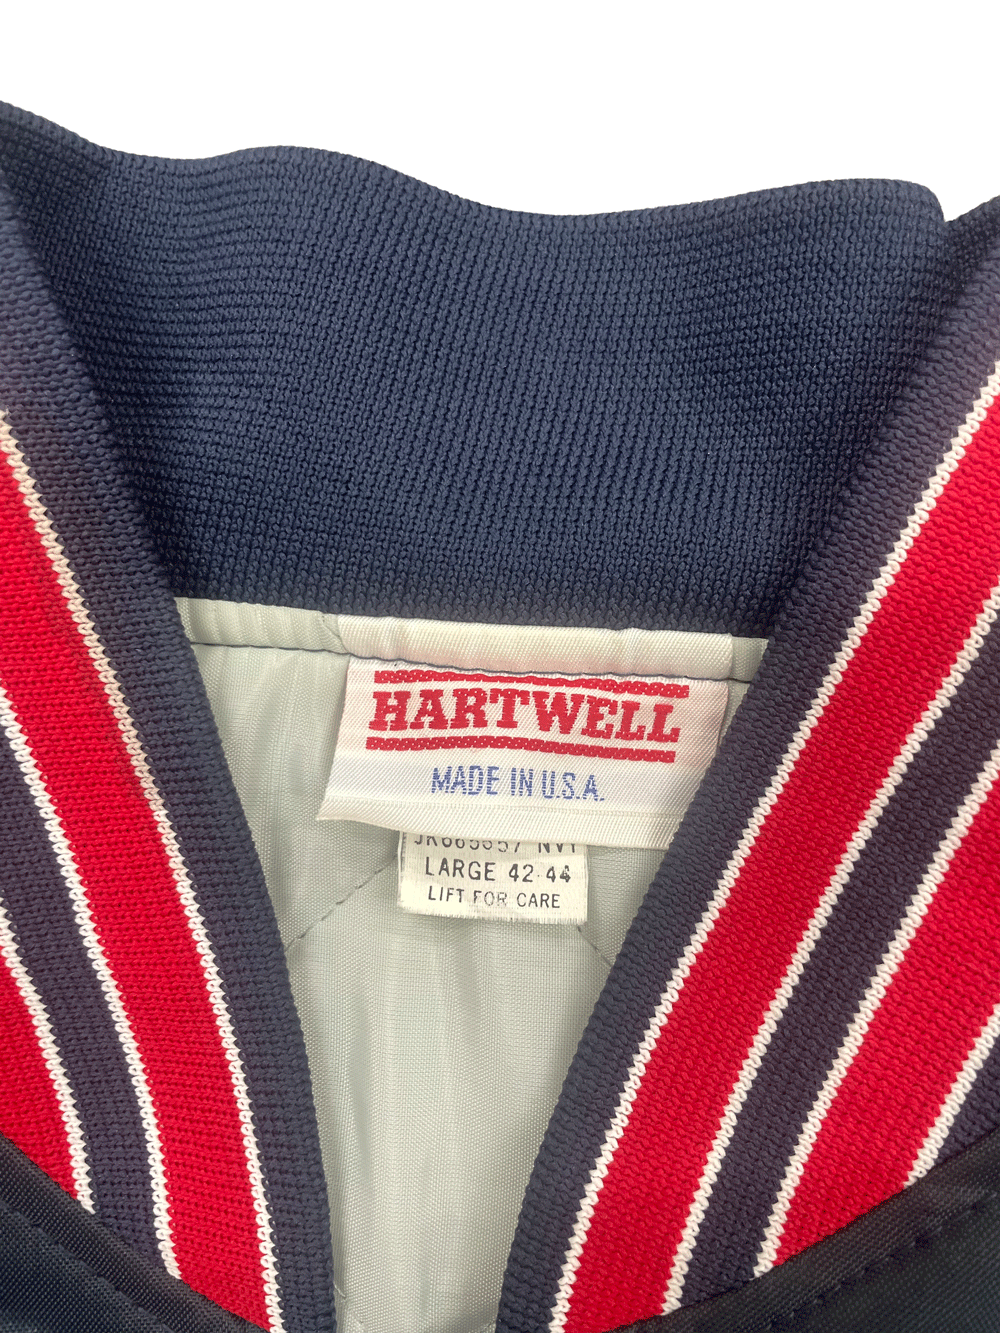 HARTWELL
MADE IN U.S.A.
LARGE 42-44
LIFT FOR CARE